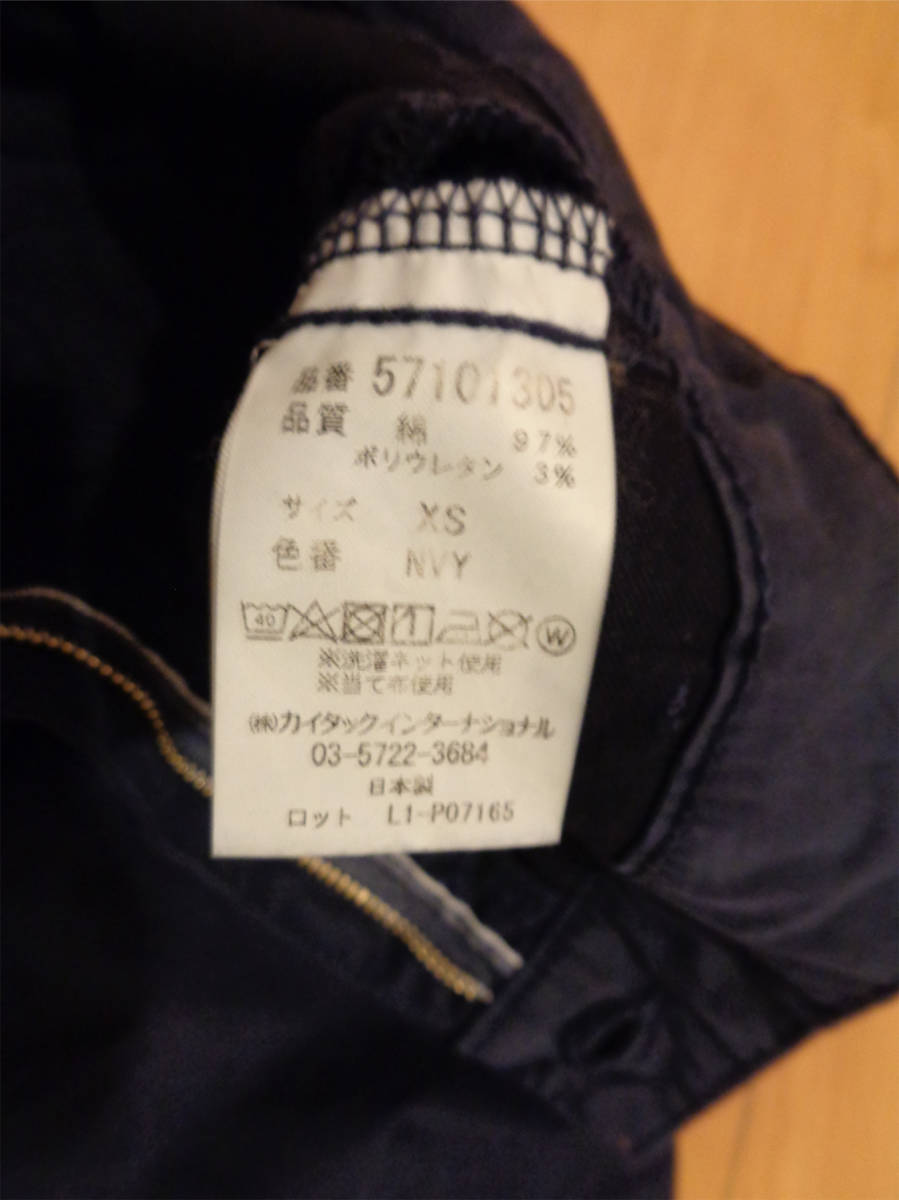 品番 57101305
品質 綿 97%
ポリウレタン 3%
サイズ XS
色番 NVY
40 W
※洗濯ネット使用
※当て布使用
㈱カイタックインターナショナル
03-5722-3684
日本製
ロット L1-P07165